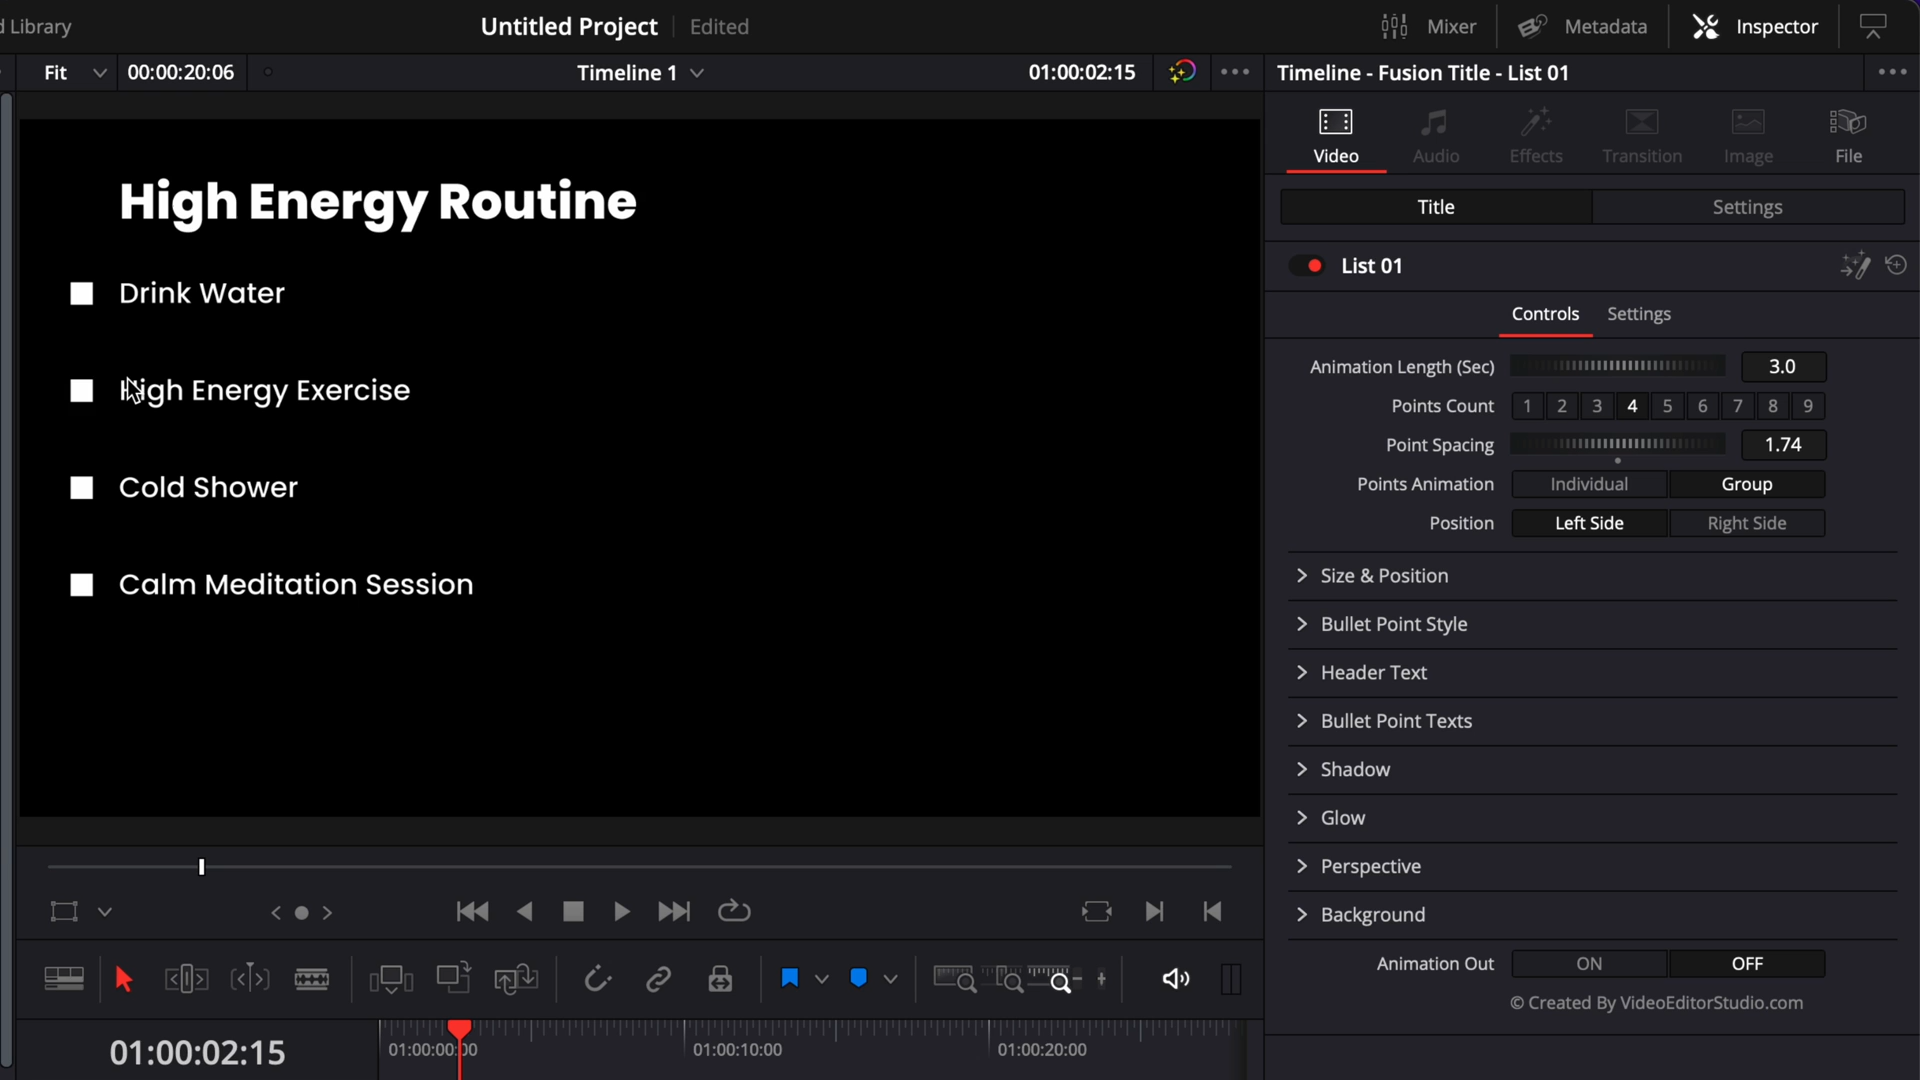 d Library
Untitled Project
Edited
Mixer
Metadata
Inspector
Fit
00:00:20:06
Timeline 1
01:00:02:15
Timeline - Fusion Title - List 01
Video
Audio
Effects
Transition
Image
File
Title
Settings
List 01
Controls
Settings
Animation Length (Sec)
3.0
Points Count
1 2 3 4 5 6 7 8 9
Point Spacing
1.74
Points Animation
Individual
Group
Position
Left Side
Right Side
Size & Position
Bullet Point Style
Header Text
Bullet Point Texts
Shadow
Glow
Perspective
Background
Animation Out
ON
OFF
© Created By VideoEditorStudio.com
High Energy Routine
Drink Water
High Energy Exercise
Cold Shower
Calm Meditation Session
01:00:02:15
01:00:00:00
01:00:10:00
01:00:20:00